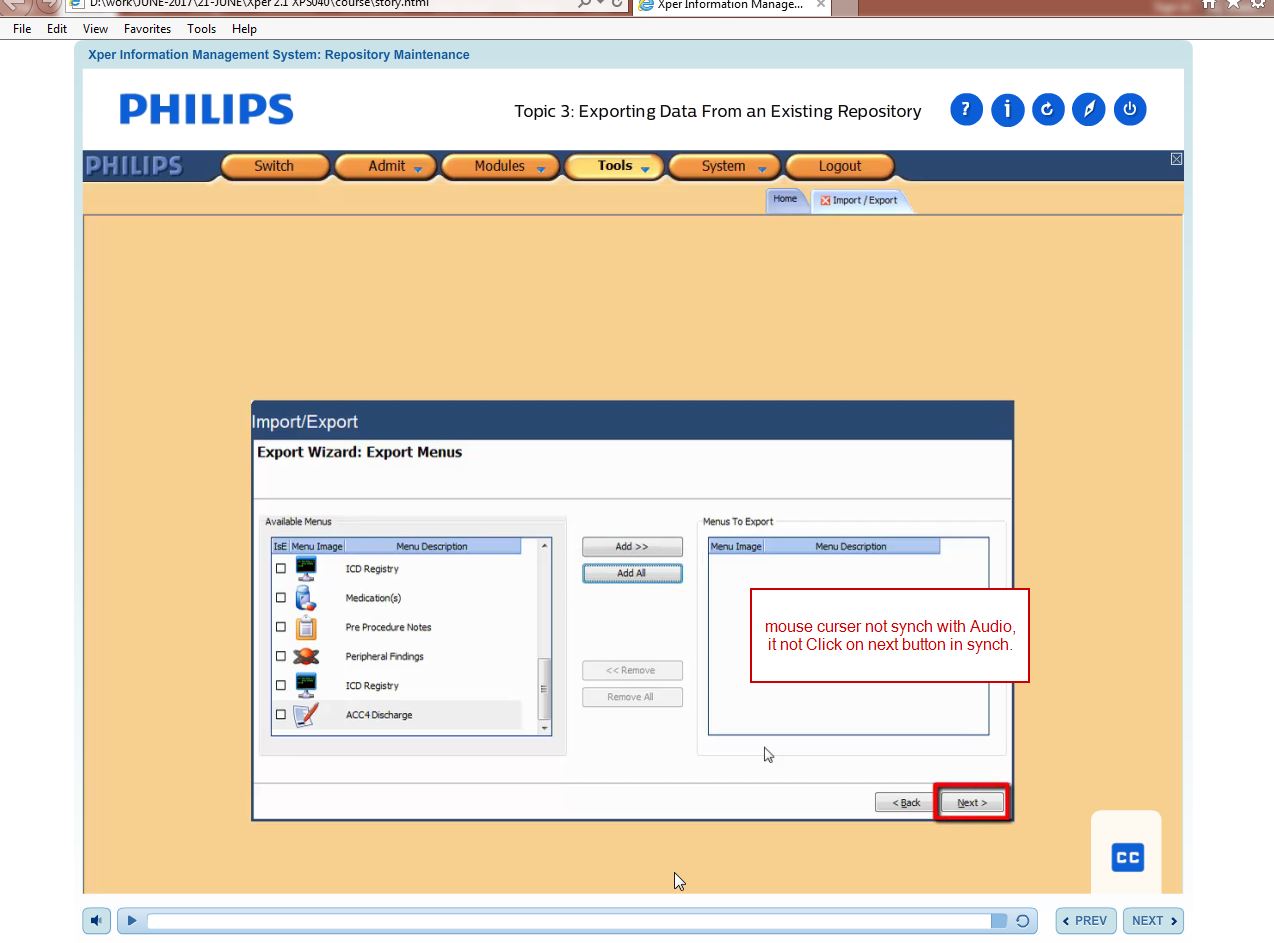 D:\work\JUNE-2017\21-JUNE\Xper 2.1 XPS040\course\story.html
Xper Information Manage...
File Edit View Favorites Tools Help
Xper Information Management System: Repository Maintenance
PHILIPS
Topic 3: Exporting Data From an Existing Repository
PHILIPS Switch Admit Modules Tools System Logout
Home Import / Export
Import/Export
Export Wizard: Export Menus
Available Menus
IsE Menu Image Menu Description
ICD Registry
Medication(s)
Pre Procedure Notes
Peripheral Findings
ICD Registry
ACC4 Discharge
Add >>
Add All
<< Remove
Remove All
Menus To Export
Menu Image Menu Description
mouse curser not synch with Audio,
it not Click on next button in synch.
< Back Next >
CC
PREV NEXT